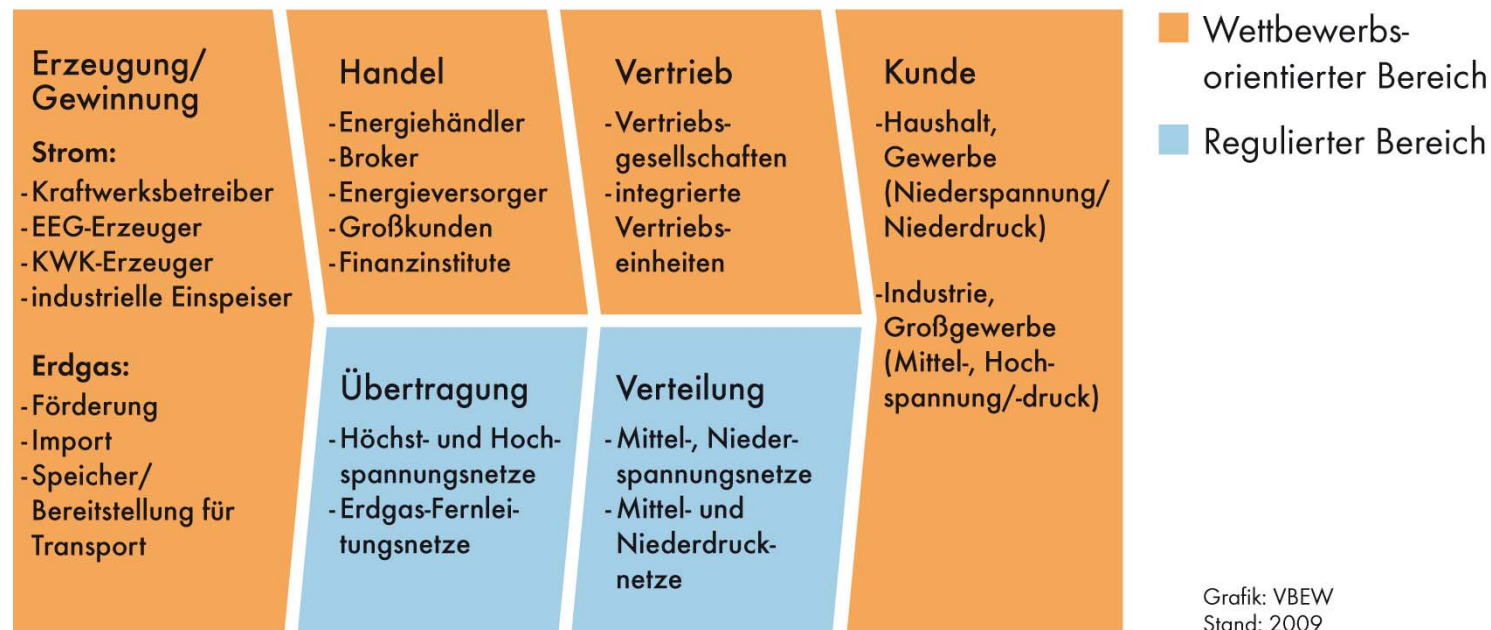 Erzeugung/
Gewinnung
Strom:
-Kraftwerksbetreiber
-EEG-Erzeuger
-KWK-Erzeuger
-industrielle Einspeiser
Erdgas:
-Förderung
-Import
-Speicher/
Bereitstellung für
Transport
Handel
-Energiehändler
-Broker
-Energieversorger
-Großkunden
-Finanzinstitute
Übertragung
-Höchst- und Hoch-
spannungsnetze
-Erdgas-Fernlei-
tungsnetze
Vertrieb
-Vertriebs-
gesellschaften
-integrierte
Vertriebs-
einheiten
Verteilung
-Mittel-, Nieder-
spannungsnetze
-Mittel- und
Niederdruck-
netze
Kunde
-Haushalt,
Gewerbe
(Niederspannung/
Niederdruck)
-Industrie,
Großgewerbe
(Mittel-, Hoch-
spannung/-druck)
Wettbewerbs-
orientierter Bereich
Regulierter Bereich
Grafik: VBEW
Stand: 2009